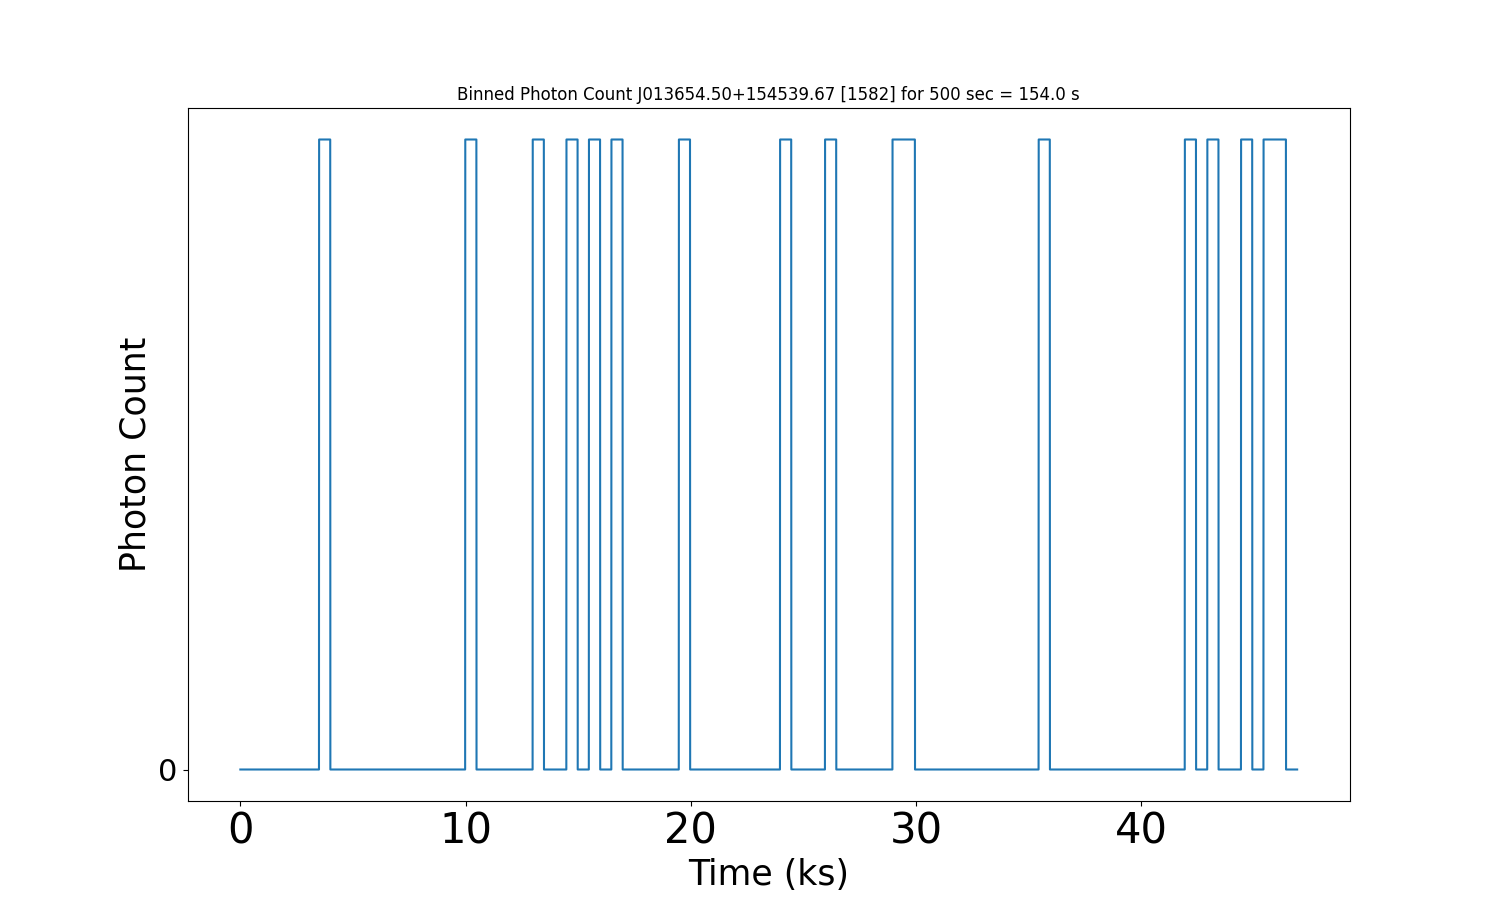 Binned Photon Count J013654.50+154539.67 [1582] for 500 sec = 154.0 s
Photon Count
0
0 10 20 30 40
Time (ks)